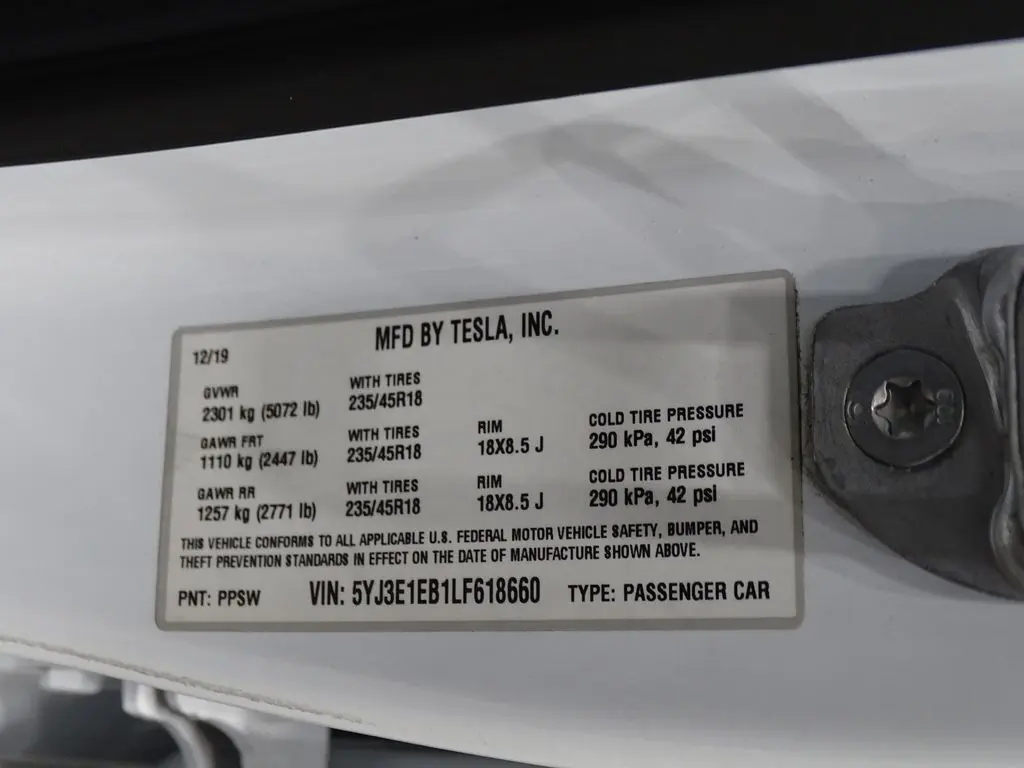 MFD BY TESLA, INC.
12/19
GVWR WITH TIRES
2301 kg (5072 lb) 235/45R18
GAWR FRT WITH TIRES RIM COLD TIRE PRESSURE
1110 kg (2447 lb) 235/45R18 18X8.5 J 290 kPa, 42 psi
GAWR RR WITH TIRES RIM COLD TIRE PRESSURE
1257 kg (2771 lb) 235/45R18 18X8.5 J 290 kPa, 42 psi
THIS VEHICLE CONFORMS TO ALL APPLICABLE U.S. FEDERAL MOTOR VEHICLE SAFETY, BUMPER, AND
THEFT PREVENTION STANDARDS IN EFFECT ON THE DATE OF MANUFACTURE SHOWN ABOVE.
PNT: PPSW VIN: 5YJ3E1EB1LF618660 TYPE: PASSENGER CAR